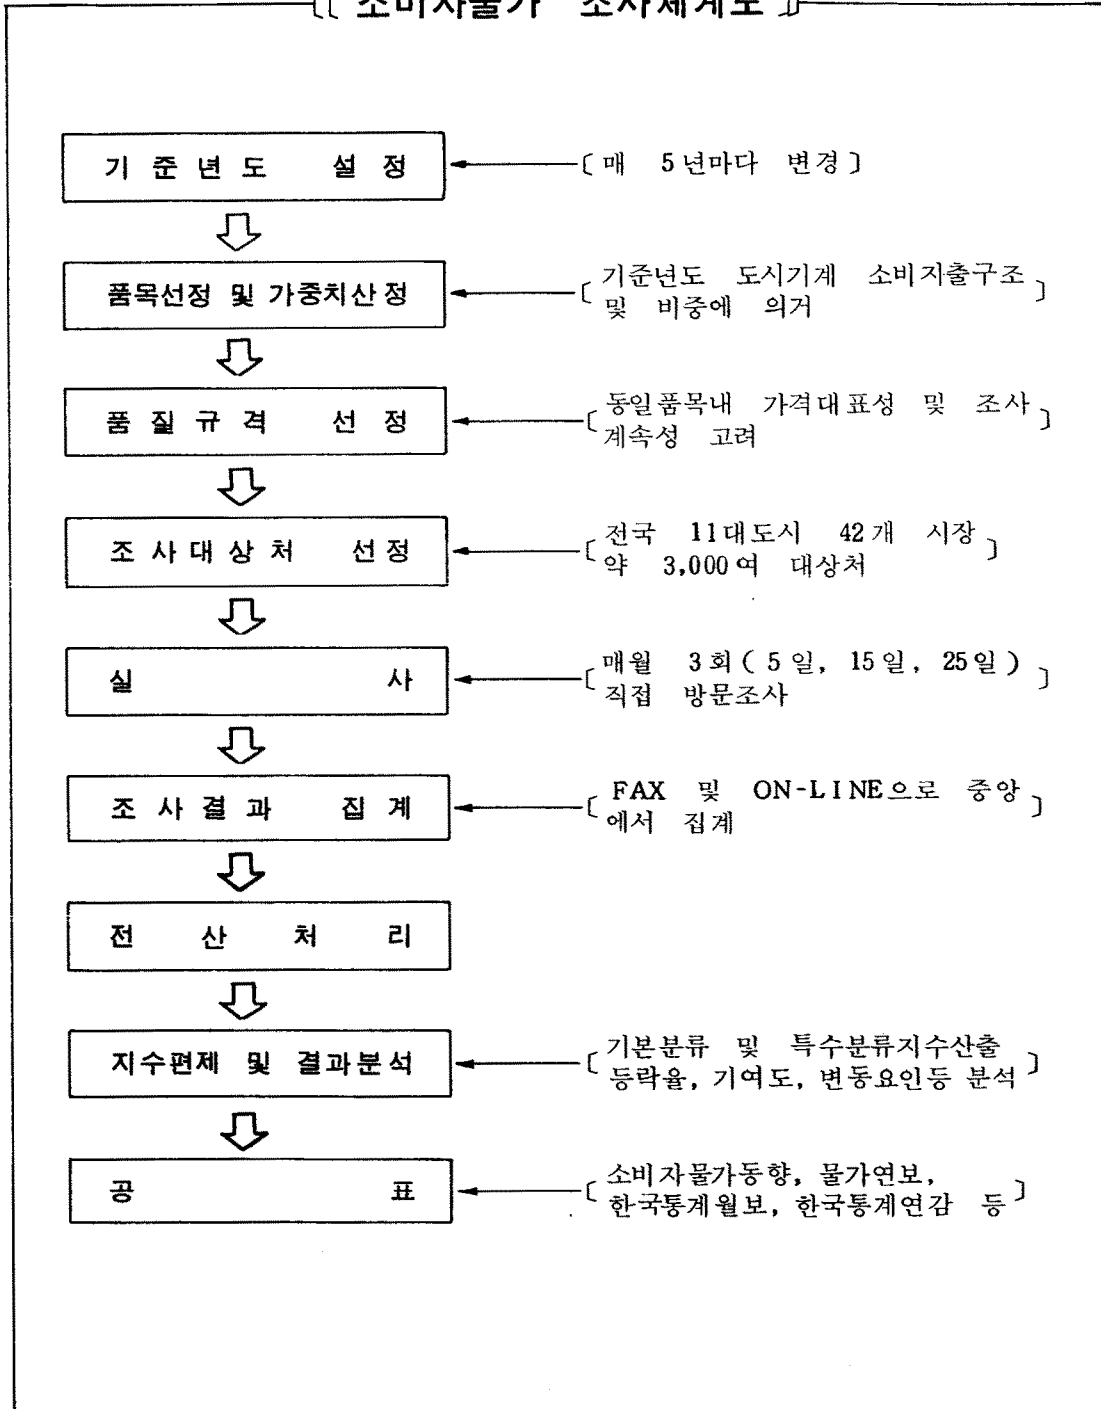 〔〔 소비자물가 조사체계도 〕〕
기준년도 설정
〔매 5년마다 변경〕
품목선정 및 가중치산정
〔기준년도 도시기계 소비지출구조
및 비중에 의거〕
품질규격 선정
〔동일품목내 가격대표성 및 조사
계속성 고려〕
조사대상처 선정
〔전국 11대도시 42개 시장
약 3,000여 대상처〕
실 사
〔매월 3회(5일, 15일, 25일)
직접 방문조사〕
조사결과 집계
〔FAX 및 ON-LINE으로 중앙
에서 집계〕
전 산 처 리
지수편제 및 결과분석
〔기본분류 및 특수분류지수산출
등락율, 기여도, 변동요인등 분석〕
공 표
〔소비자물가동향, 물가연보,
한국통계월보, 한국통계연감 등〕